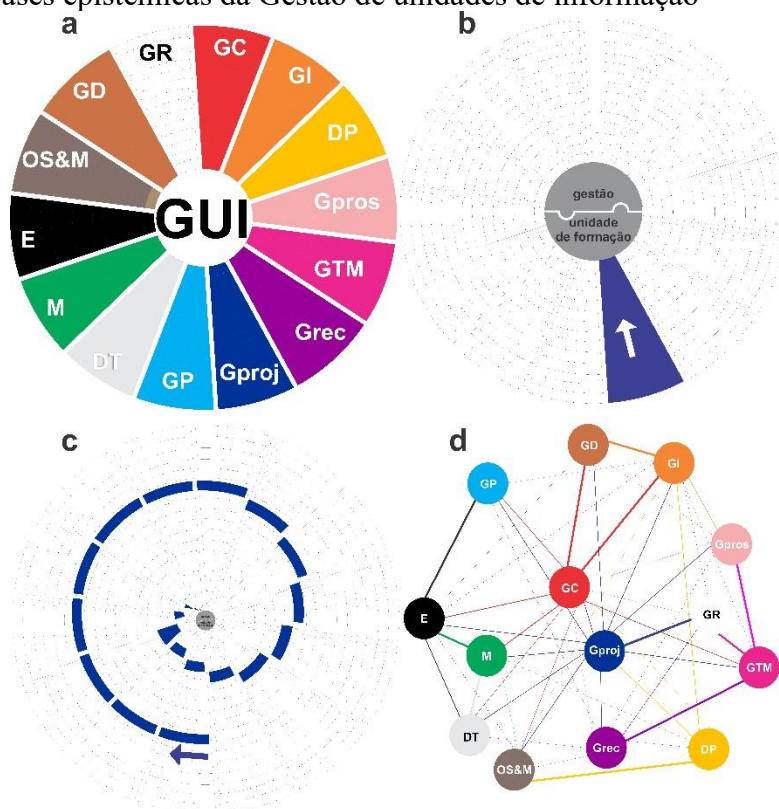 ases epistêmicas da Gestão de unidades de informação
a
GR
GC
GI
DP
Gpros
GTM
Grec
Gproj
GP
DT
M
E
OS&M
GD
GUI
b
gestão
unidade
de formação
c
d
GD
GI
GP
Gpros
GC
GR
E
M
Gproj
GTM
DT
OS&M
Grec
DP